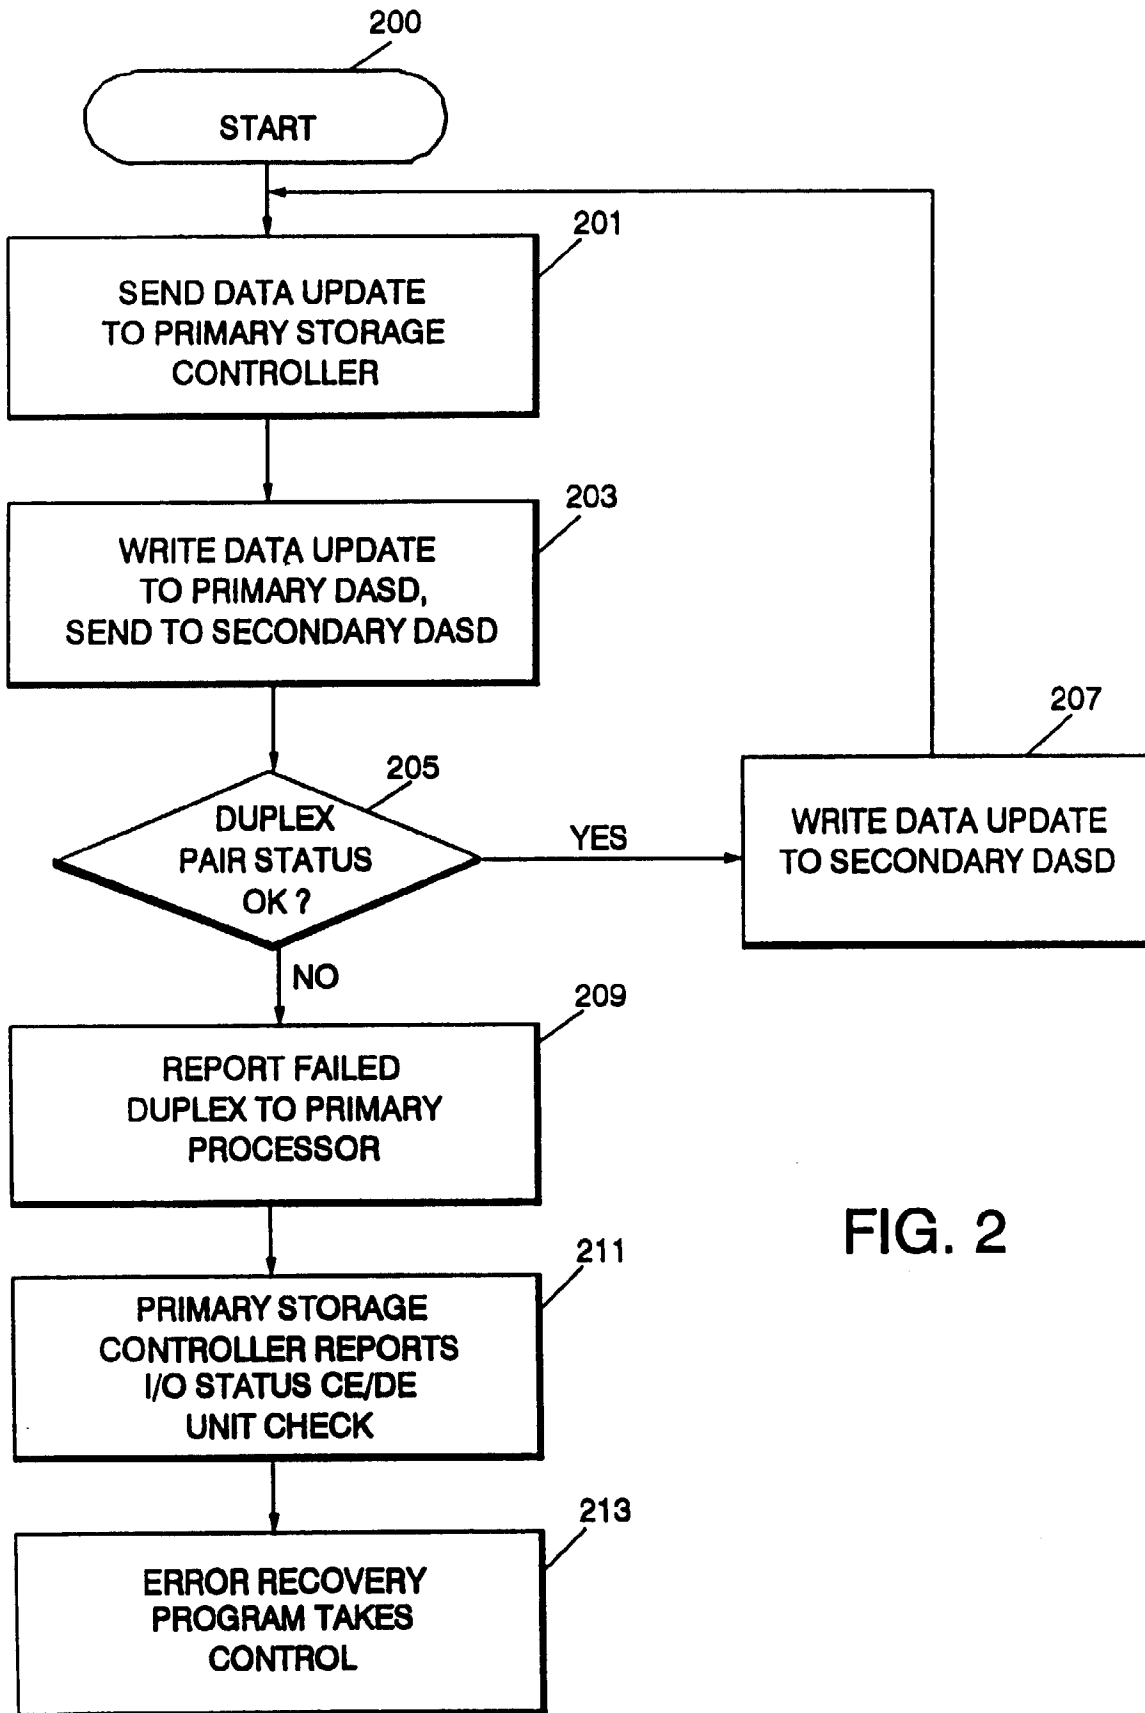 200
START
201
SEND DATA UPDATE
TO PRIMARY STORAGE
CONTROLLER
203
WRITE DATA UPDATE
TO PRIMARY DASD,
SEND TO SECONDARY DASD
205
DUPLEX
PAIR STATUS
OK ?
YES
207
WRITE DATA UPDATE
TO SECONDARY DASD
NO
209
REPORT FAILED
DUPLEX TO PRIMARY
PROCESSOR
211
PRIMARY STORAGE
CONTROLLER REPORTS
I/O STATUS CE/DE
UNIT CHECK
213
ERROR RECOVERY
PROGRAM TAKES
CONTROL
FIG. 2